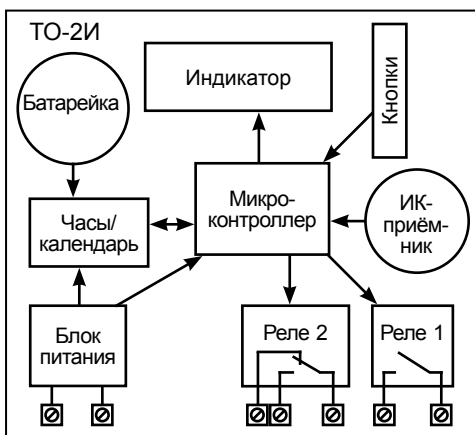 ТО-2И
Батарейка
Индикатор
Кнопки
Микро-
контроллер
ИК-
приём-
ник
Часы/
календарь
Блок
питания
Реле 2
Реле 1